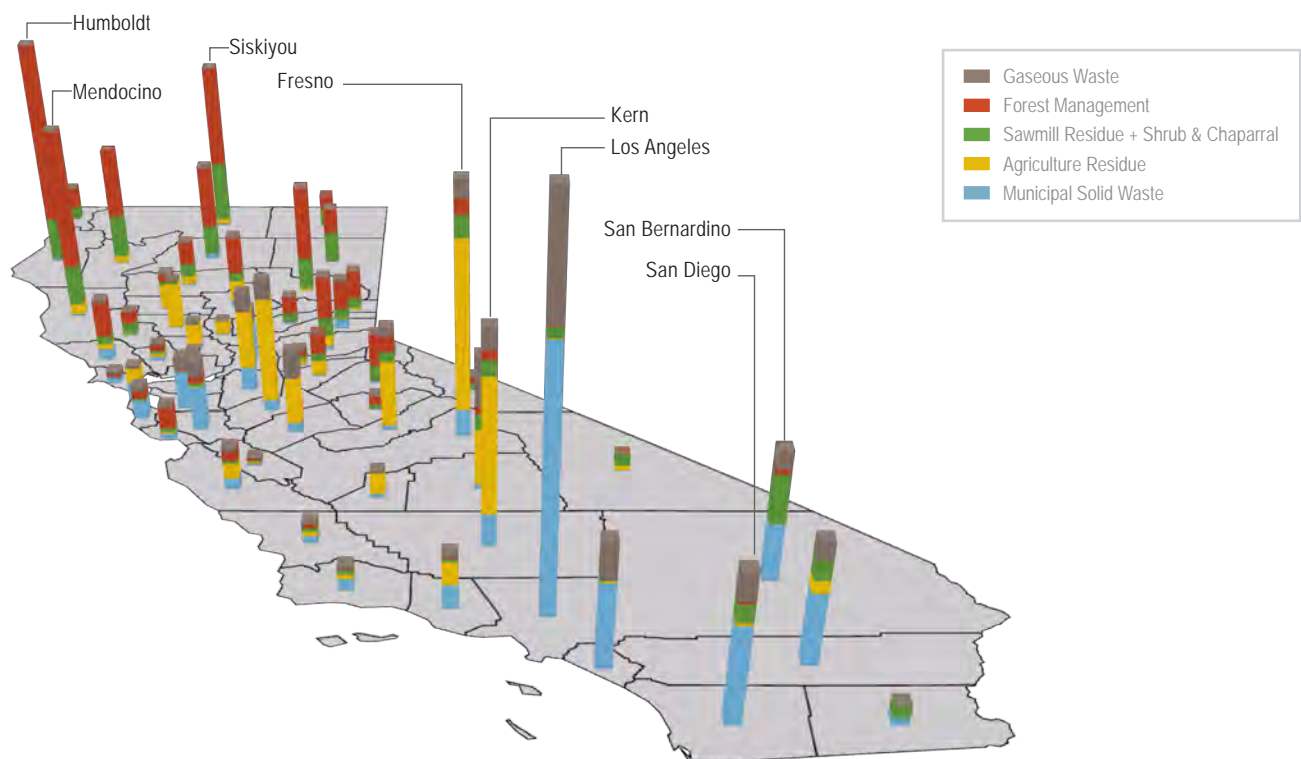 Humboldt
Siskiyou
Fresno
Mendocino
Kern
Los Angeles
San Bernardino
San Diego
Gaseous Waste
Forest Management
Sawmill Residue + Shrub & Chaparral
Agriculture Residue
Municipal Solid Waste